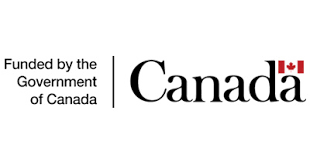 Funded by the
Government
of Canada
Canada